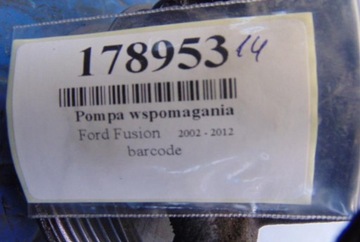 178953 14
Pompa wspomagania
Ford Fusion 2002 - 2012
barcode